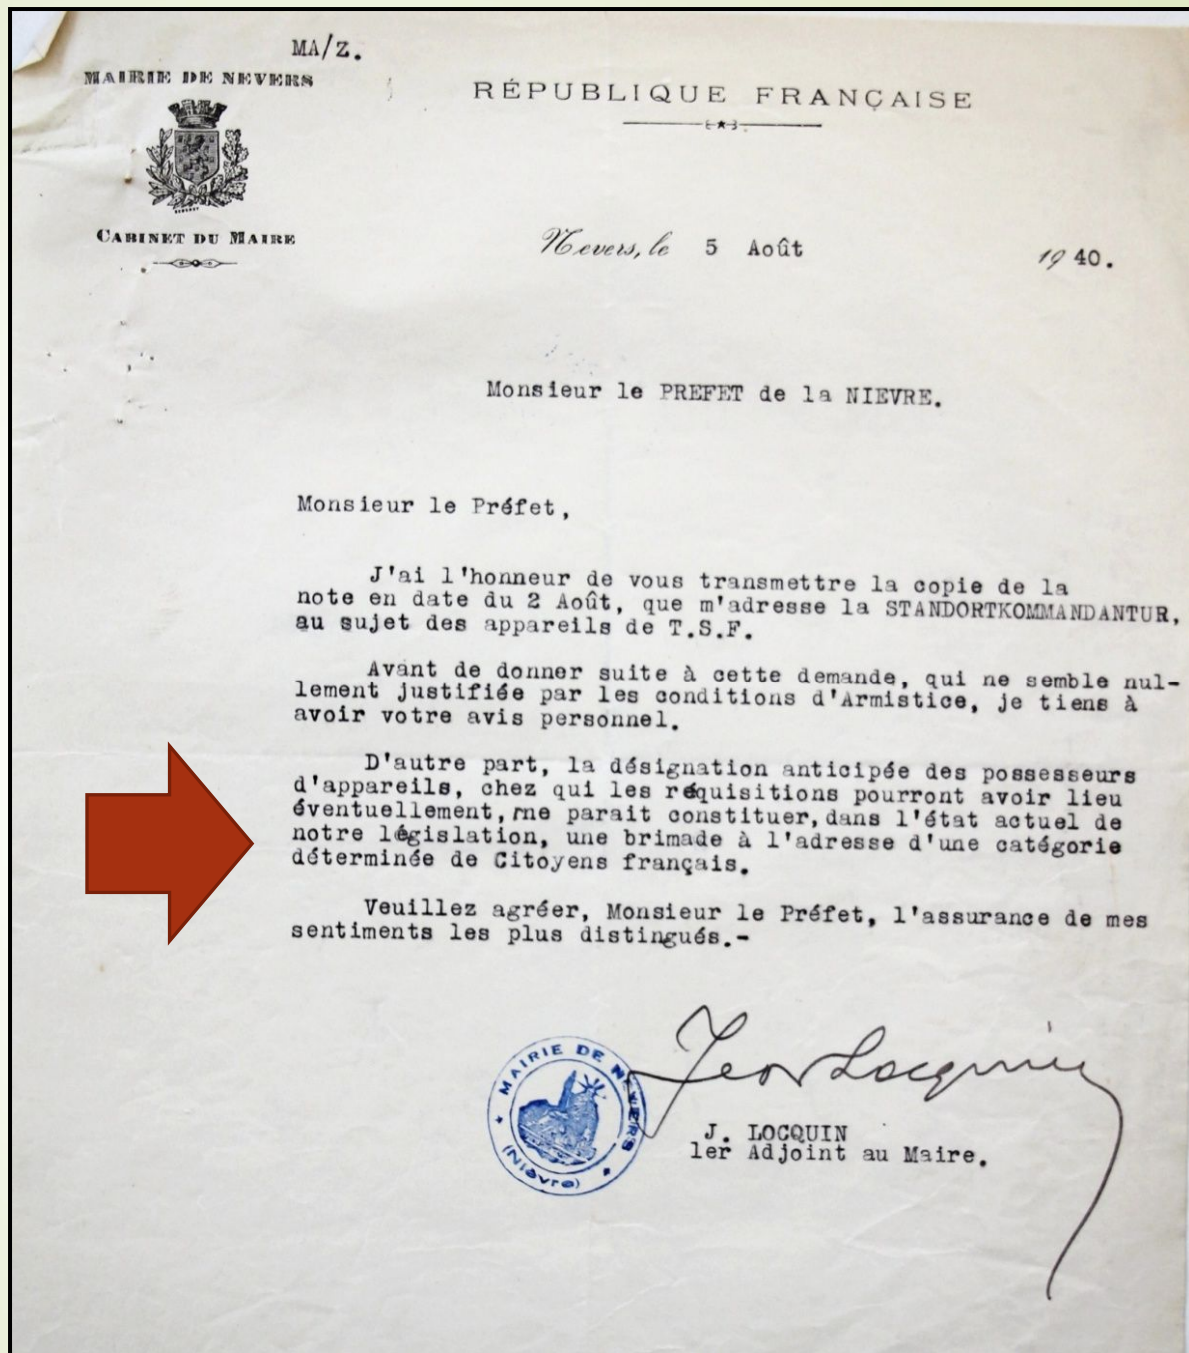 MA/Z.
MAIRIE DE NEVERS
RÉPUBLIQUE FRANÇAISE
CABINET DU MAIRE
Nevers, le 5 Août 1940.
Monsieur le PREFET de la NIEVRE.
Monsieur le Préfet,
J'ai l'honneur de vous transmettre la copie de la
note en date du 2 Août, que m'adresse la STANDORTKOMMANDANTUR,
au sujet des appareils de T.S.F.
Avant de donner suite à cette demande, qui ne semble nul-
lement justifiée par les conditions d'Armistice, je tiens à
avoir votre avis personnel.
D'autre part, la désignation anticipée des possesseurs
d'appareils, chez qui les réquisitions pourront avoir lieu
éventuellement, me parait constituer, dans l'état actuel de
notre législation, une brimade à l'adresse d'une catégorie
déterminée de Citoyens français.
Veuillez agréer, Monsieur le Préfet, l'assurance de mes
sentiments les plus distingués.-
MAIRIE DE NEVERS
(Nièvre)
Locquin
J. LOCQUIN
1er Adjoint au Maire.